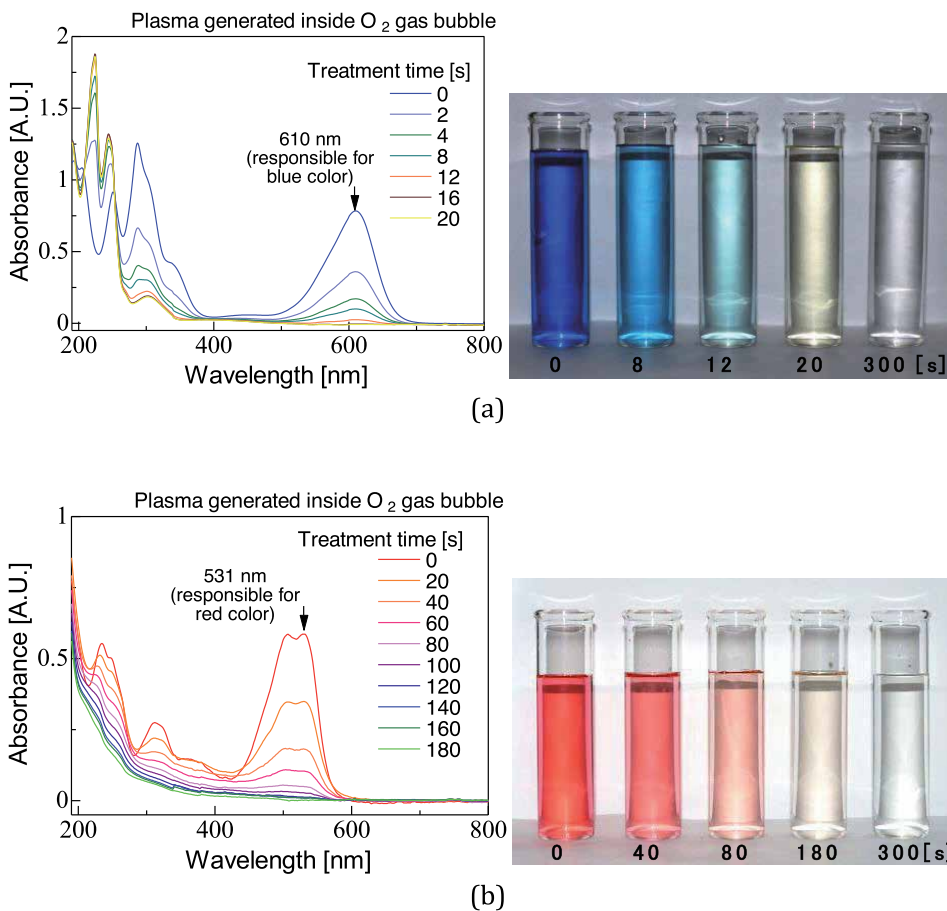 Plasma generated inside O2 gas bubble
2
1.5
1
0.5
0
Absorbance [A.U.]
Treatment time [s]
0
2
4
8
12
16
20
610 nm
(responsible for
blue color)
200 400 600 800
Wavelength [nm]
0 8 12 20 300 [s]
(a)
Plasma generated inside O2 gas bubble
1
0.5
0
Absorbance [A.U.]
Treatment time [s]
0
20
40
60
80
100
120
140
160
180
531 nm
(responsible for
red color)
200 400 600 800
Wavelength [nm]
0 40 80 180 300[s]
(b)